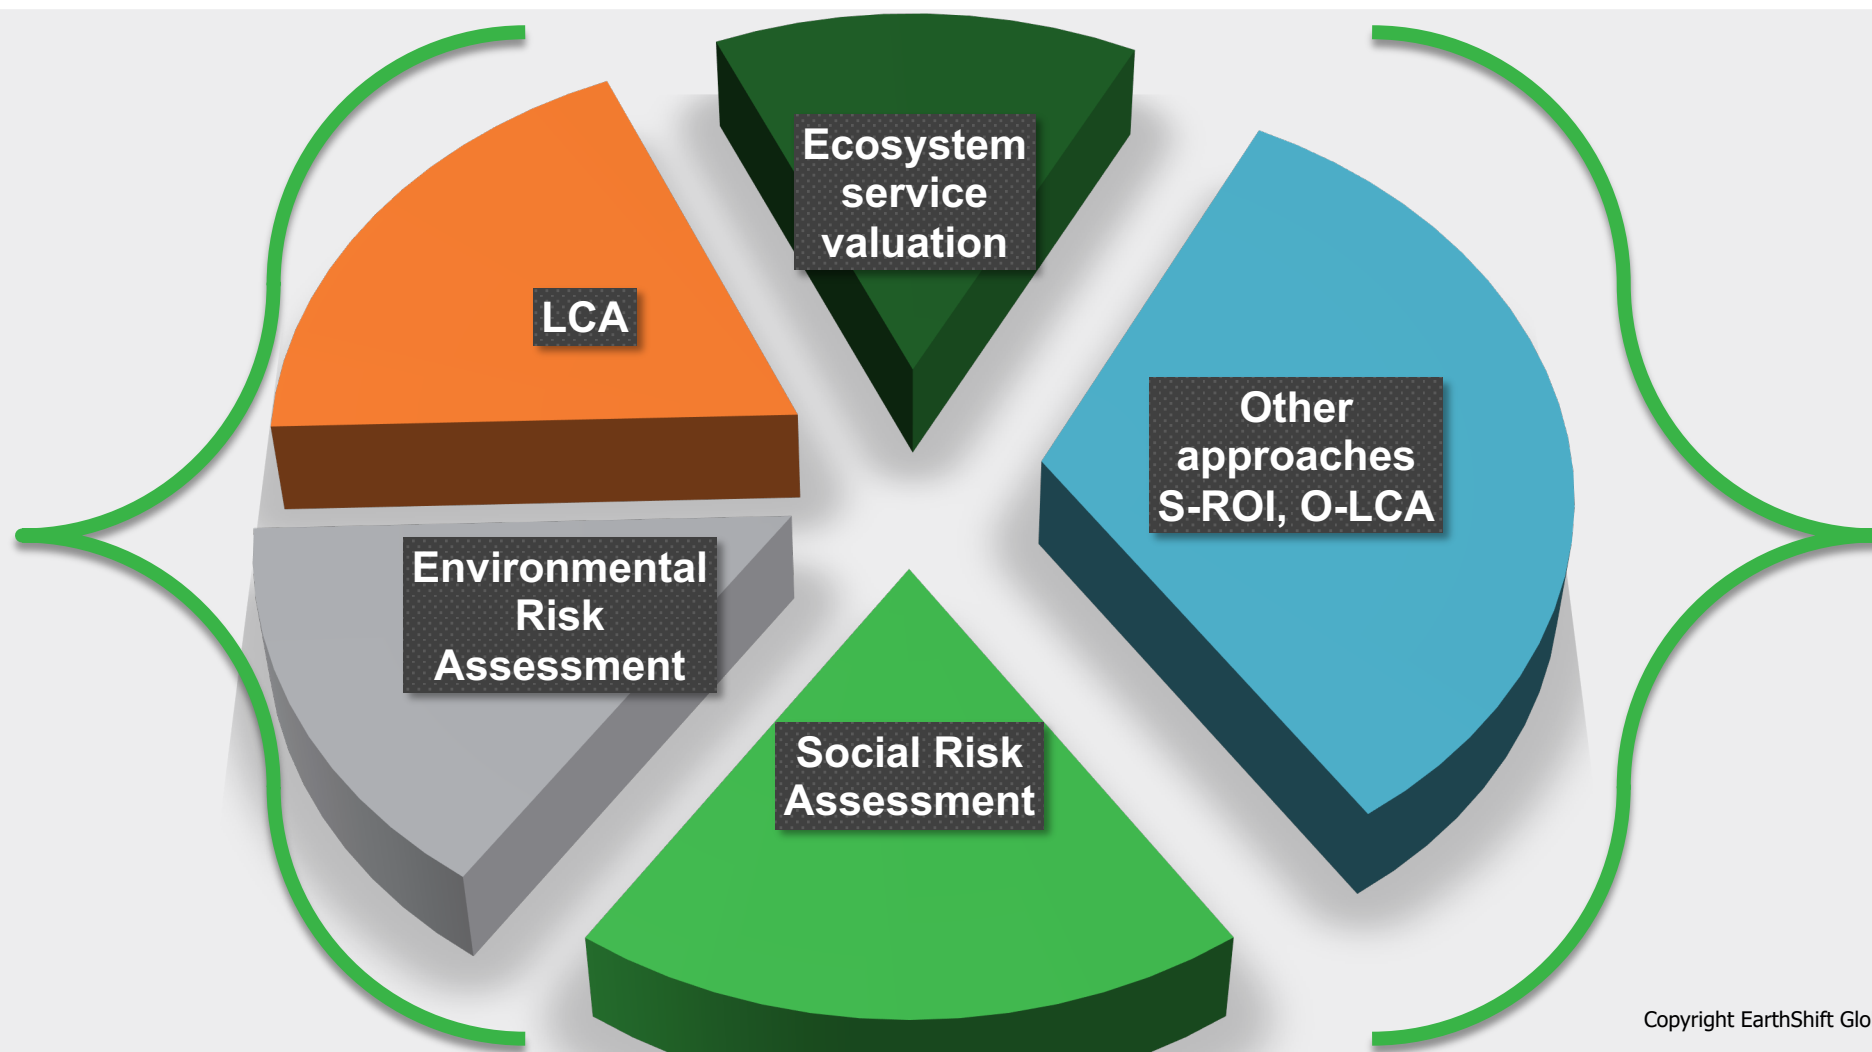 Ecosystem
service
valuation
LCA
Other
approaches
S-ROI, O-LCA
Environmental
Risk
Assessment
Social Risk
Assessment
Copyright EarthShift Glo